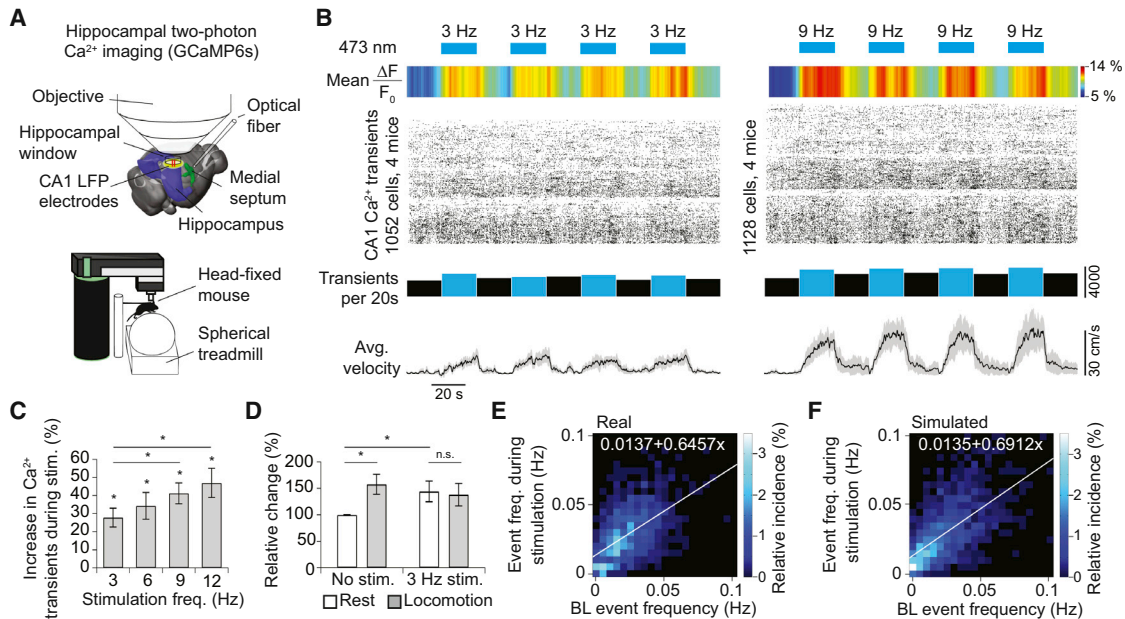 A
Hippocampal two-photon
Ca²⁺ imaging (GCaMP6s)
Objective
Optical
fiber
Hippocampal
window
CA1 LFP
electrodes
Medial
septum
Hippocampus
Head-fixed
mouse
Spherical
treadmill
B
473 nm
3 Hz 3 Hz 3 Hz 3 Hz
9 Hz 9 Hz 9 Hz 9 Hz
Mean ΔF
F₀
14 %
5 %
CA1 Ca²⁺ transients
1052 cells, 4 mice
1128 cells, 4 mice
Transients
per 20s
4000
Avg.
velocity
30 cm/s
20 s
C
Increase in Ca²⁺
transients during stim. (%)
60
50
40
30
20
10
0
* * * * * *
3 6 9 12
Stimulation freq. (Hz)
D
Relative change (%)
200
150
100
50
0
*
* n.s.
No stim. 3 Hz stim.
Rest Locomotion
E
Real
0.0137+0.6457x
Event freq. during
stimulation (Hz)
0.1
0.05
0
0 0.05 0.1
BL event frequency (Hz)
Relative incidence (%)
3
2
1
0
F
Simulated
0.0135+0.6912x
Event freq. during
stimulation (Hz)
0.1
0.05
0
0 0.05 0.1
BL event frequency (Hz)
Relative incidence (%)
3
2
1
0